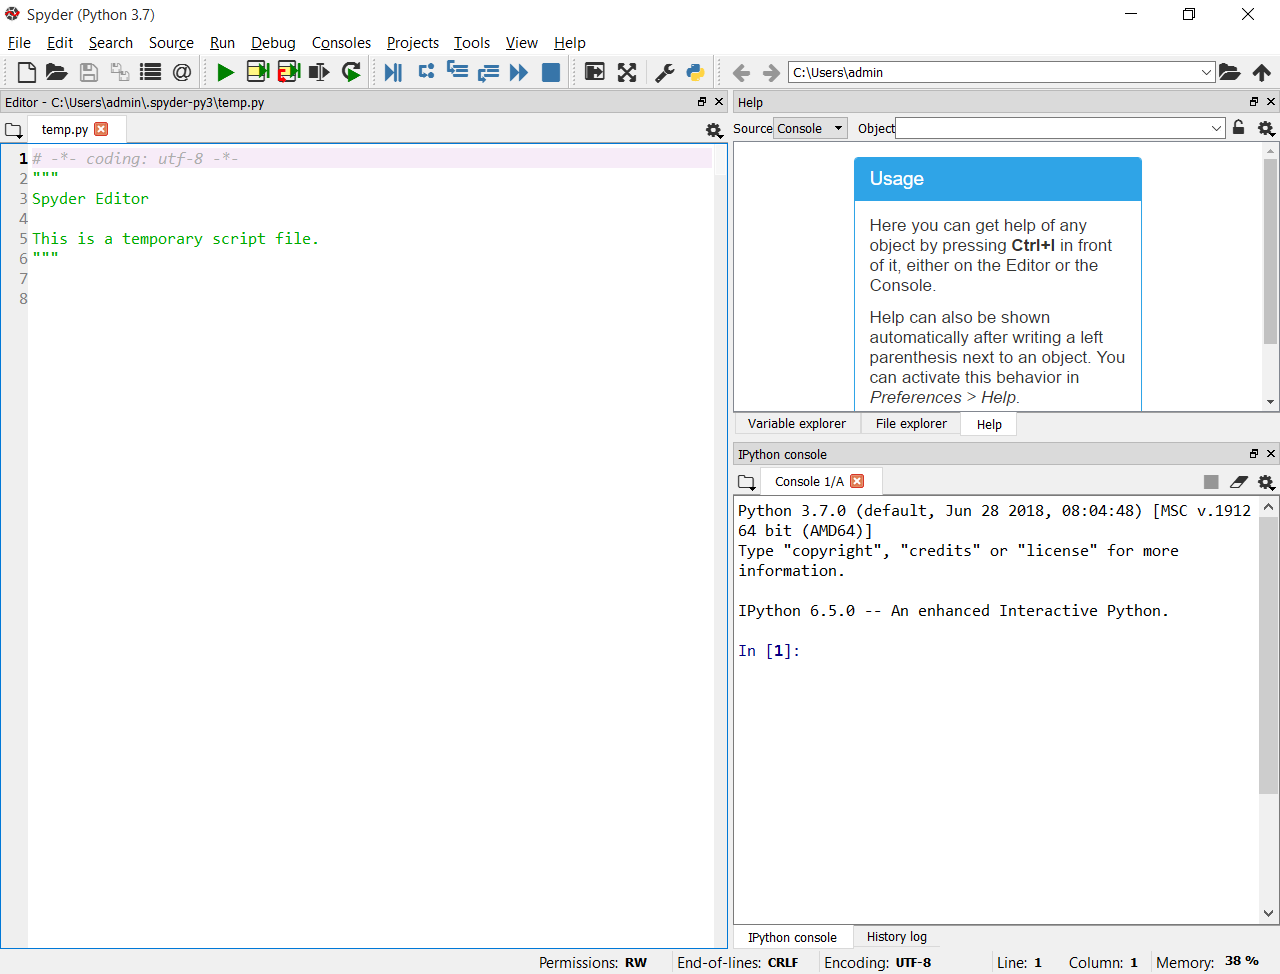 Spyder (Python 3.7)
File Edit Search Source Run Debug Consoles Projects Tools View Help
@ C:\Users\admin
Editor - C:\Users\admin\.spyder-py3\temp.py
temp.py
1 # -*- coding: utf-8 -*-
2 """
3 Spyder Editor
4
5 This is a temporary script file.
6 """
7
8
Help
Source Console Object
Usage
Here you can get help of any
object by pressing Ctrl+I in front
of it, either on the Editor or the
Console.
Help can also be shown
automatically after writing a left
parenthesis next to an object. You
can activate this behavior in
Preferences > Help.
Variable explorer File explorer Help
IPython console
Console 1/A
Python 3.7.0 (default, Jun 28 2018, 08:04:48) [MSC v.1912
64 bit (AMD64)]
Type "copyright", "credits" or "license" for more
information.
IPython 6.5.0 -- An enhanced Interactive Python.
In [1]:
IPython console History log
Permissions: RW End-of-lines: CRLF Encoding: UTF-8 Line: 1 Column: 1 Memory: 38 %